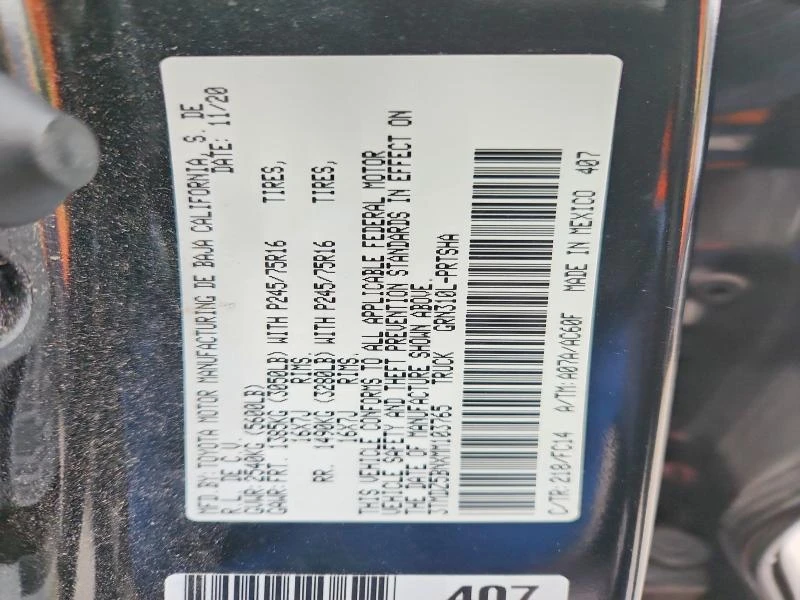 MFD. BY: TOYOTA MOTOR MANUFACTURING DE BAJA CALIFORNIA, S. DE
R.L. DE C.V. DATE: 11/20
GVWR: 2540KG (5600LB)
GAWR: FRT. 1385KG (3050LB) WITH P245/75R16 TIRES,
16X7J RIMS.
RR. 1490KG (3280LB) WITH P245/75R16 TIRES,
16X7J RIMS.
THIS VEHICLE CONFORMS TO ALL APPLICABLE FEDERAL MOTOR
VEHICLE SAFETY AND THEFT PREVENTION STANDARDS IN EFFECT ON
THE DATE OF MANUFACTURE SHOWN ABOVE.
TRUCK GRN310L-PRTSHA
C/TR: 218/FC14 A/TM: A07A/AC60F MADE IN MEXICO 407
407